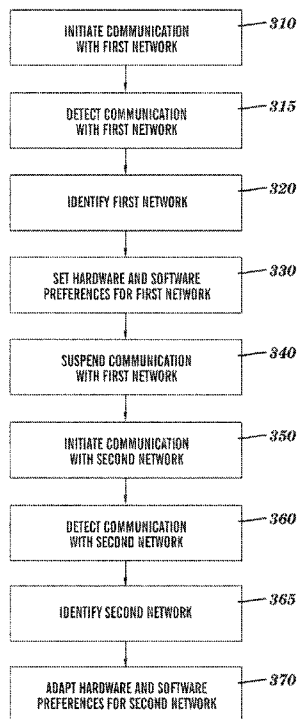 INITIATE COMMUNICATION
WITH FIRST NETWORK
310
DETECT COMMUNICATION
WITH FIRST NETWORK
315
IDENTIFY FIRST NETWORK
320
SET HARDWARE AND SOFTWARE
PREFERENCES FOR FIRST NETWORK
330
SUSPEND COMMUNICATION
WITH FIRST NETWORK
340
INITIATE COMMUNICATION
WITH SECOND NETWORK
350
DETECT COMMUNICATION
WITH SECOND NETWORK
360
IDENTIFY SECOND NETWORK
365
ADAPT HARDWARE AND SOFTWARE
PREFERENCES FOR SECOND NETWORK
370